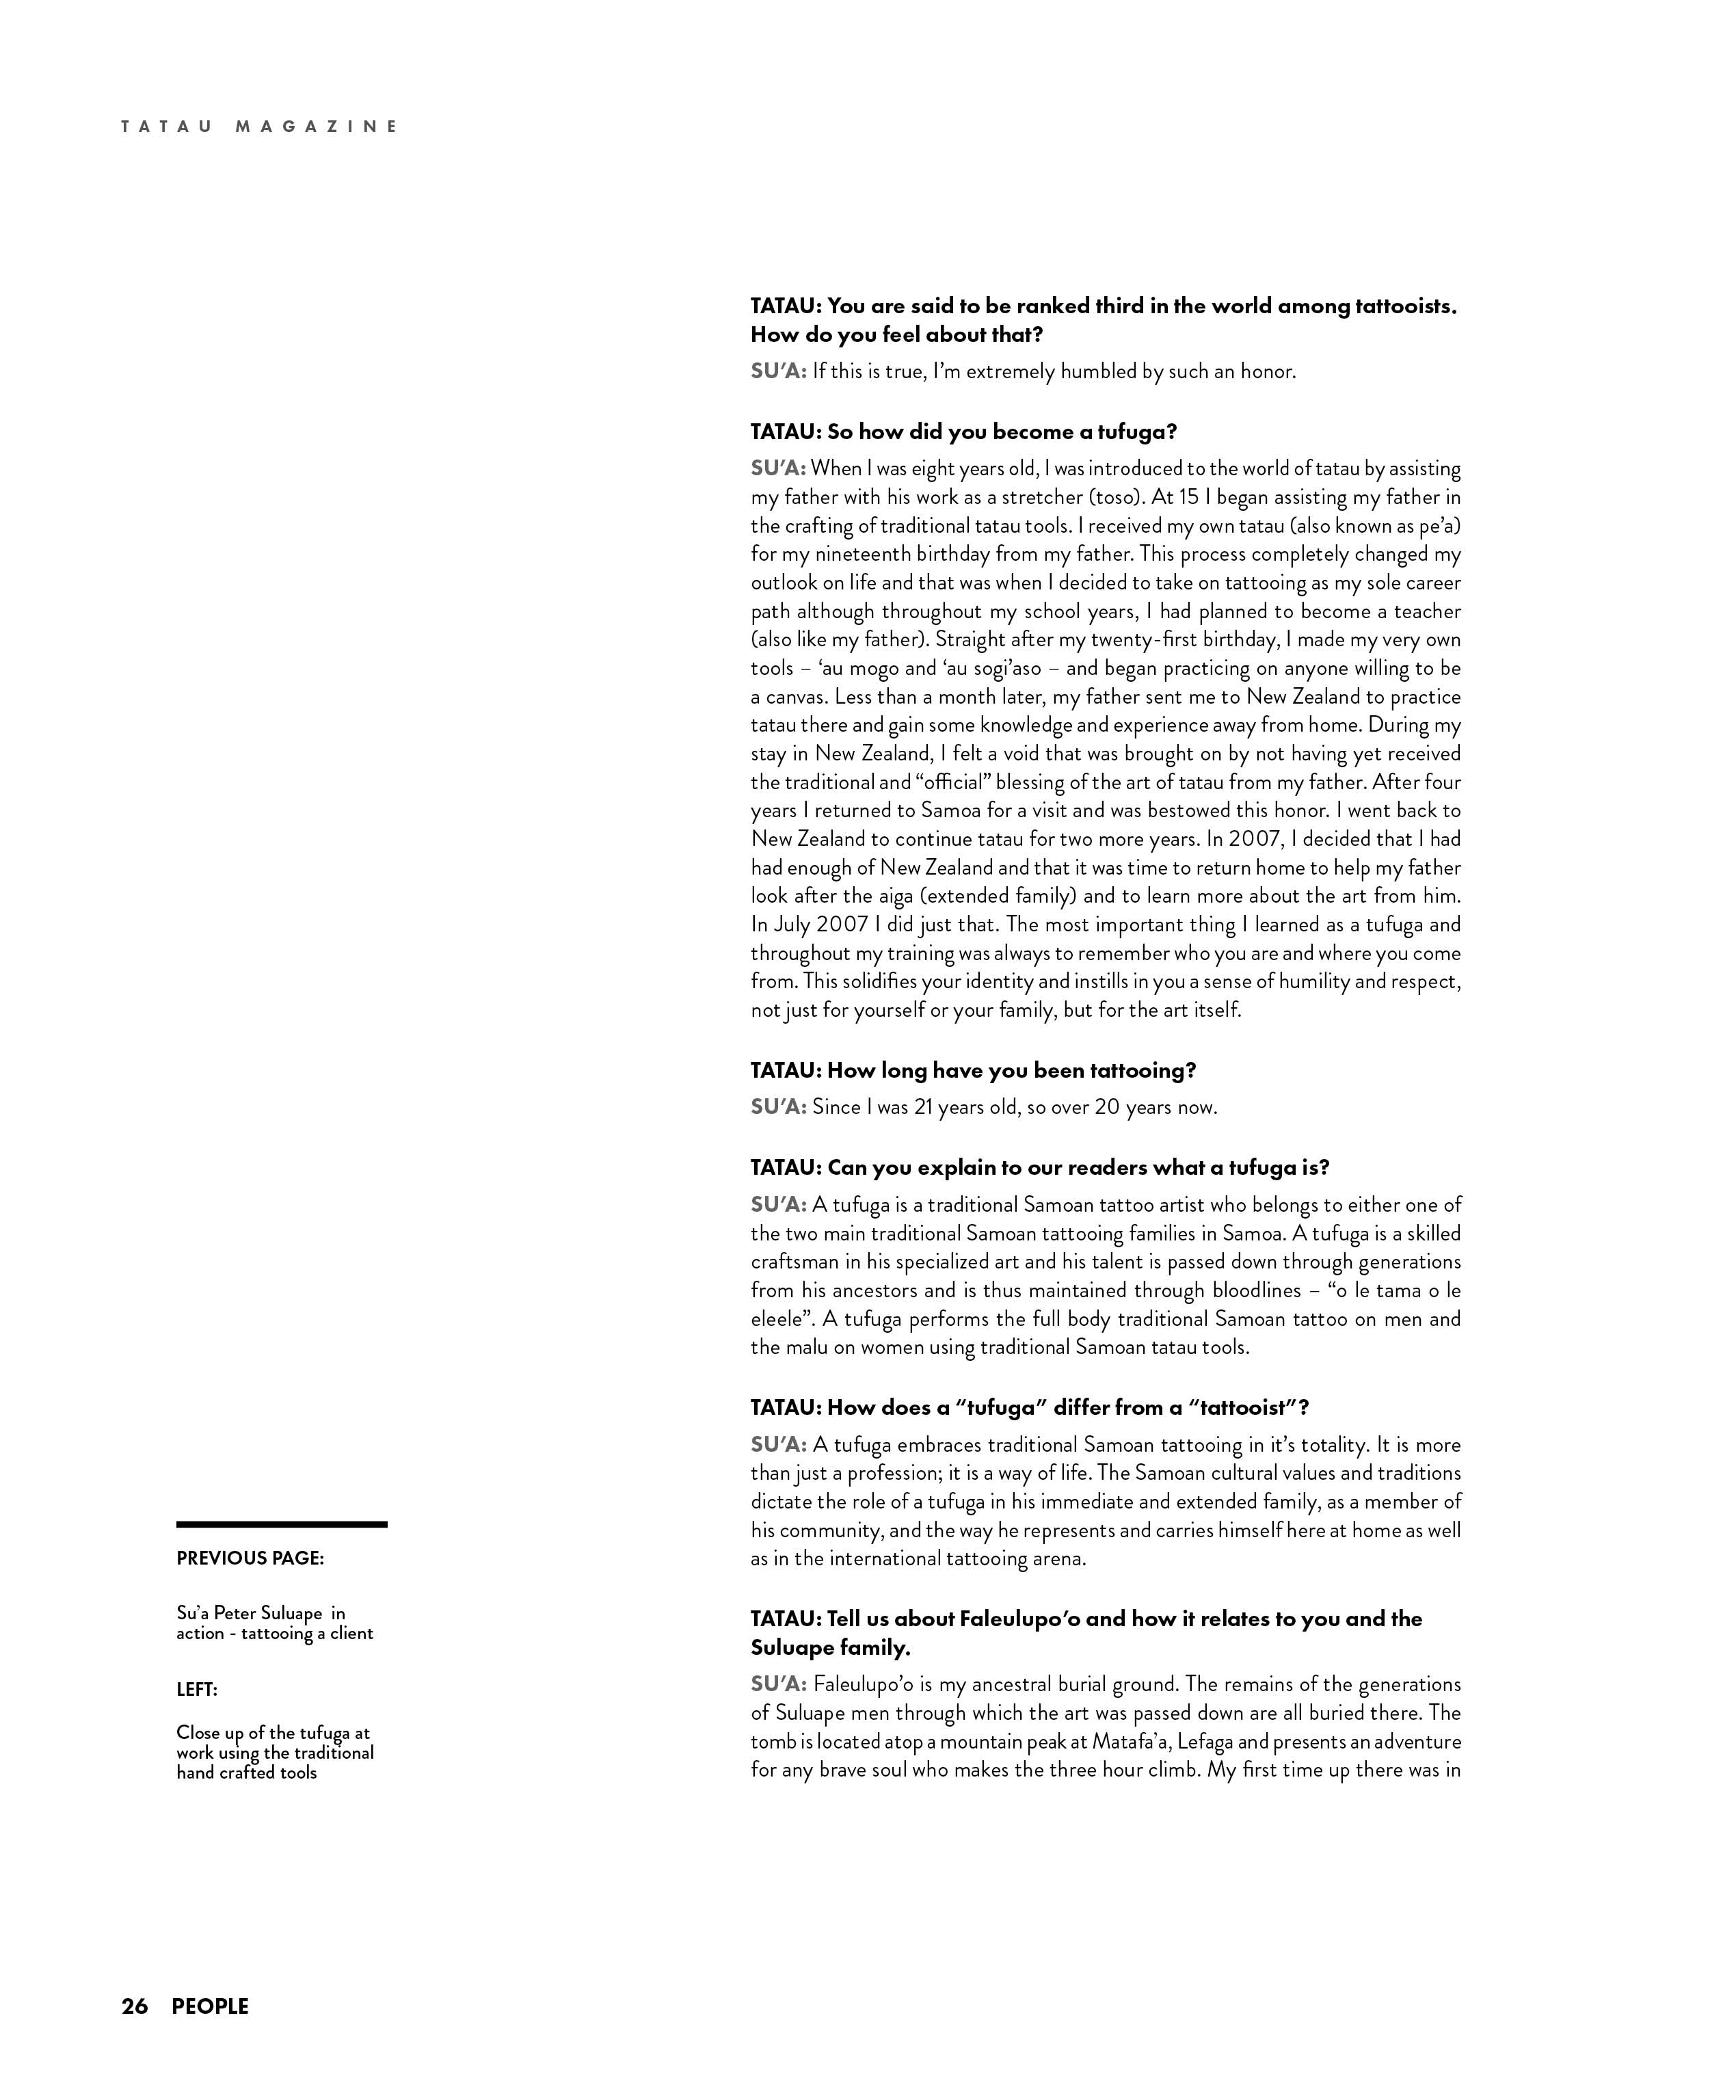 TATAU MAGAZINE
TATAU: You are said to be ranked third in the world among tattooists.
How do you feel about that?
SU’A: If this is true, I’m extremely humbled by such an honor.
TATAU: So how did you become a tufuga?
SU’A: When I was eight years old, I was introduced to the world of tatau by assisting
my father with his work as a stretcher (toso). At 15 I began assisting my father in
the crafting of traditional tatau tools. I received my own tatau (also known as pe’a)
for my nineteenth birthday from my father. This process completely changed my
outlook on life and that was when I decided to take on tattooing as my sole career
path although throughout my school years, I had planned to become a teacher
(also like my father). Straight after my twenty-first birthday, I made my very own
tools – ‘au mogo and ‘au sogi’aso – and began practicing on anyone willing to be
a canvas. Less than a month later, my father sent me to New Zealand to practice
tatau there and gain some knowledge and experience away from home. During my
stay in New Zealand, I felt a void that was brought on by not having yet received
the traditional and “official” blessing of the art of tatau from my father. After four
years I returned to Samoa for a visit and was bestowed this honor. I went back to
New Zealand to continue tatau for two more years. In 2007, I decided that I had
had enough of New Zealand and that it was time to return home to help my father
look after the aiga (extended family) and to learn more about the art from him.
In July 2007 I did just that. The most important thing I learned as a tufuga and
throughout my training was always to remember who you are and where you come
from. This solidifies your identity and instills in you a sense of humility and respect,
not just for yourself or your family, but for the art itself.
TATAU: How long have you been tattooing?
SU’A: Since I was 21 years old, so over 20 years now.
TATAU: Can you explain to our readers what a tufuga is?
SU’A: A tufuga is a traditional Samoan tattoo artist who belongs to either one of
the two main traditional Samoan tattooing families in Samoa. A tufuga is a skilled
craftsman in his specialized art and his talent is passed down through generations
from his ancestors and is thus maintained through bloodlines – “o le tama o le
eleele”. A tufuga performs the full body traditional Samoan tattoo on men and
the malu on women using traditional Samoan tatau tools.
TATAU: How does a “tufuga” differ from a “tattooist”?
SU’A: A tufuga embraces traditional Samoan tattooing in it’s totality. It is more
than just a profession; it is a way of life. The Samoan cultural values and traditions
dictate the role of a tufuga in his immediate and extended family, as a member of
his community, and the way he represents and carries himself here at home as well
as in the international tattooing arena.
TATAU: Tell us about Faleulupo’o and how it relates to you and the
Suluape family.
SU’A: Faleulupo’o is my ancestral burial ground. The remains of the generations
of Suluape men through which the art was passed down are all buried there. The
tomb is located atop a mountain peak at Matafa’a, Lefaga and presents an adventure
for any brave soul who makes the three hour climb. My first time up there was in
PREVIOUS PAGE:
Su’a Peter Suluape in
action - tattooing a client
LEFT:
Close up of the tufuga at
work using the traditional
hand crafted tools
26 PEOPLE